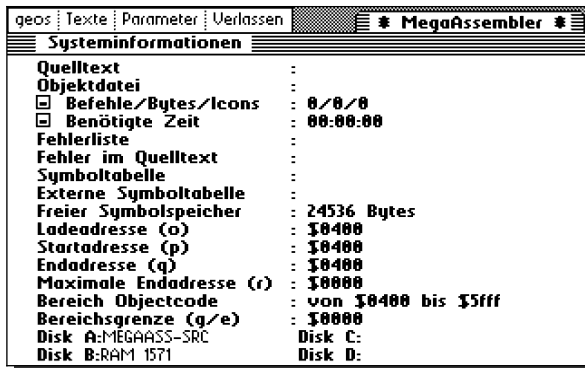 geos Texte Parameter Verlassen * MegaAssembler *
Systeminformationen
Quelltext :
Objektdatei :
Befehle/Bytes/Icons : 0/0/0
Benötigte Zeit : 00:00:00
Fehlerliste :
Fehler im Quelltext :
Symboltabelle :
Externe Symboltabelle :
Freier Symbolspeicher : 24536 Bytes
Ladeadresse (o) : $0400
Startadresse (p) : $0400
Endadresse (q) : $0400
Maximale Endadresse (r) : $0000
Bereich Objectcode : von $0400 bis $5fff
Bereichsgrenze (g/e) : $0000
Disk A:MEGAASS-SRC Disk C:
Disk B:RAM 1571 Disk D: